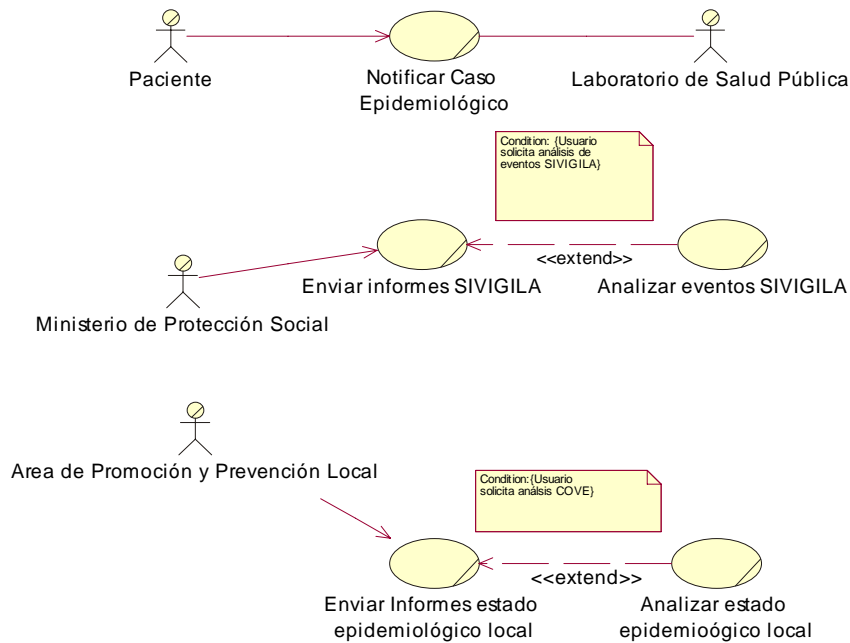 Paciente
Notificar Caso
Epidemiológico
Laboratorio de Salud Pública
Condition: {Usuario
solicita análisis de
eventos SIVIGILA}
<<extend>>
Enviar informes SIVIGILA
Analizar eventos SIVIGILA
Ministerio de Protección Social
Area de Promoción y Prevención Local
Condition:{Usuario
solicita análsis COVE}
<<extend>>
Enviar Informes estado
epidemiológico local
Analizar estado
epidemioógico local